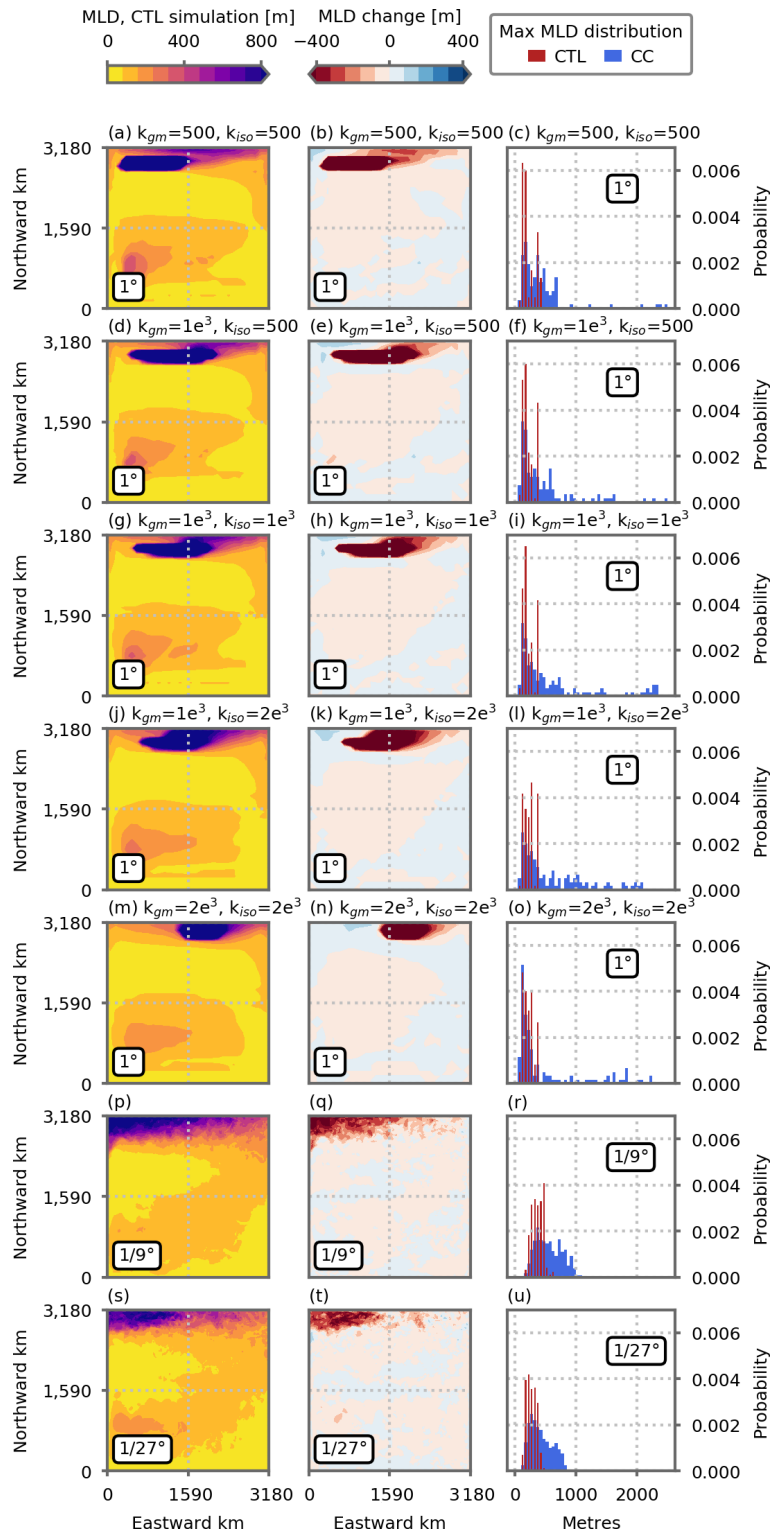 MLD, CTL simulation [m]
0 400 800
MLD change [m]
−400 0 400
Max MLD distribution
CTL CC
(a) k_gm=500, k_iso=500
(b) k_gm=500, k_iso=500
(c) k_gm=500, k_iso=500
3,180
1,590
0
Northward km
1°
1°
1°
0.006
0.004
0.002
0.000
Probability
(d) k_gm=1e³, k_iso=500
(e) k_gm=1e³, k_iso=500
(f) k_gm=1e³, k_iso=500
3,180
1,590
0
Northward km
1°
1°
1°
0.006
0.004
0.002
0.000
Probability
(g) k_gm=1e³, k_iso=1e³
(h) k_gm=1e³, k_iso=1e³
(i) k_gm=1e³, k_iso=1e³
3,180
1,590
0
Northward km
1°
1°
1°
0.006
0.004
0.002
0.000
Probability
(j) k_gm=1e³, k_iso=2e³
(k) k_gm=1e³, k_iso=2e³
(l) k_gm=1e³, k_iso=2e³
3,180
1,590
0
Northward km
1°
1°
1°
0.006
0.004
0.002
0.000
Probability
(m) k_gm=2e³, k_iso=2e³
(n) k_gm=2e³, k_iso=2e³
(o) k_gm=2e³, k_iso=2e³
3,180
1,590
0
Northward km
1°
1°
1°
0.006
0.004
0.002
0.000
Probability
(p)
(q)
(r)
3,180
1,590
0
Northward km
1/9°
1/9°
1/9°
0.006
0.004
0.002
0.000
Probability
(s)
(t)
(u)
3,180
1,590
0
Northward km
1/27°
1/27°
1/27°
0.006
0.004
0.002
0.000
Probability
0 1590 3180
Eastward km
0 1590 3180
Eastward km
0 1000 2000
Metres